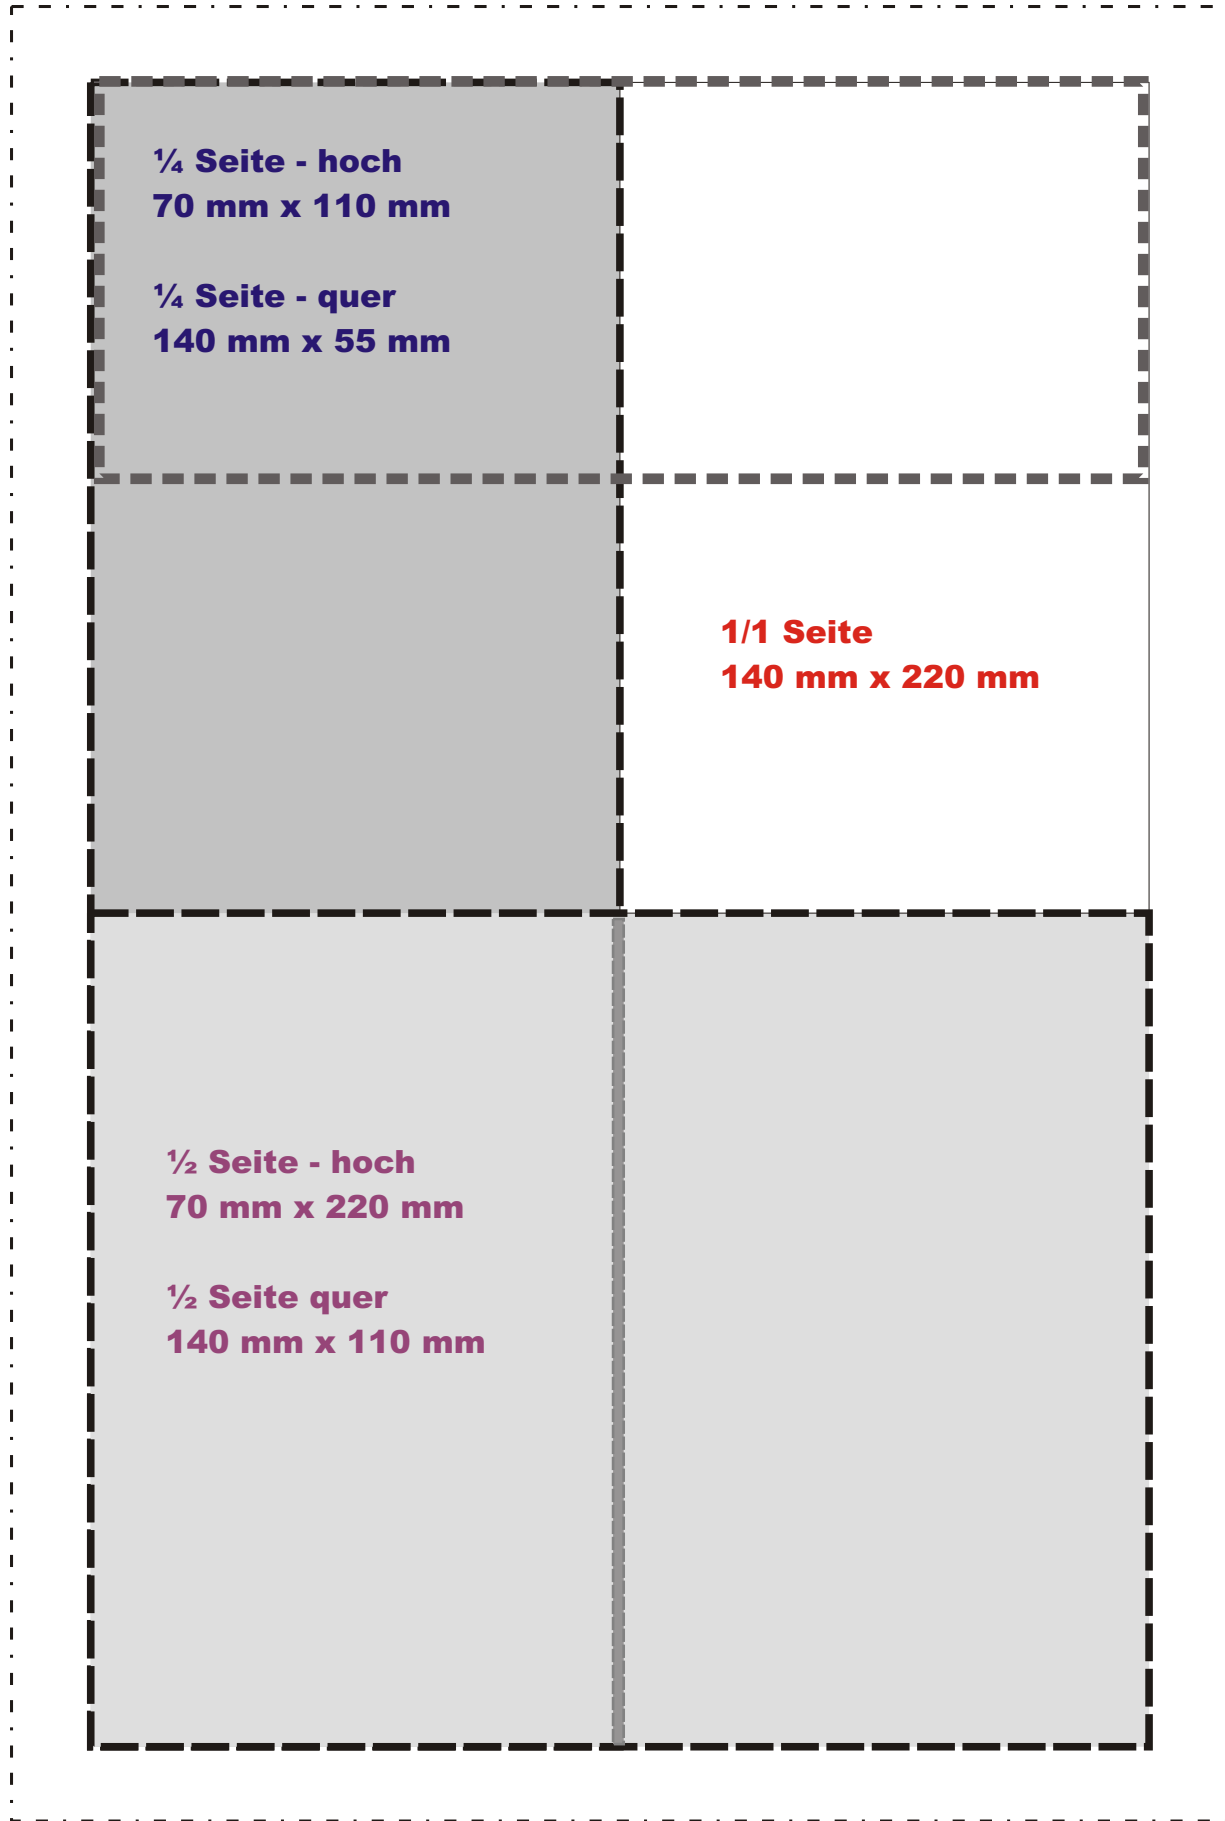 ¼ Seite - hoch
70 mm x 110 mm
¼ Seite - quer
140 mm x 55 mm
1/1 Seite
140 mm x 220 mm
½ Seite - hoch
70 mm x 220 mm
½ Seite quer
140 mm x 110 mm